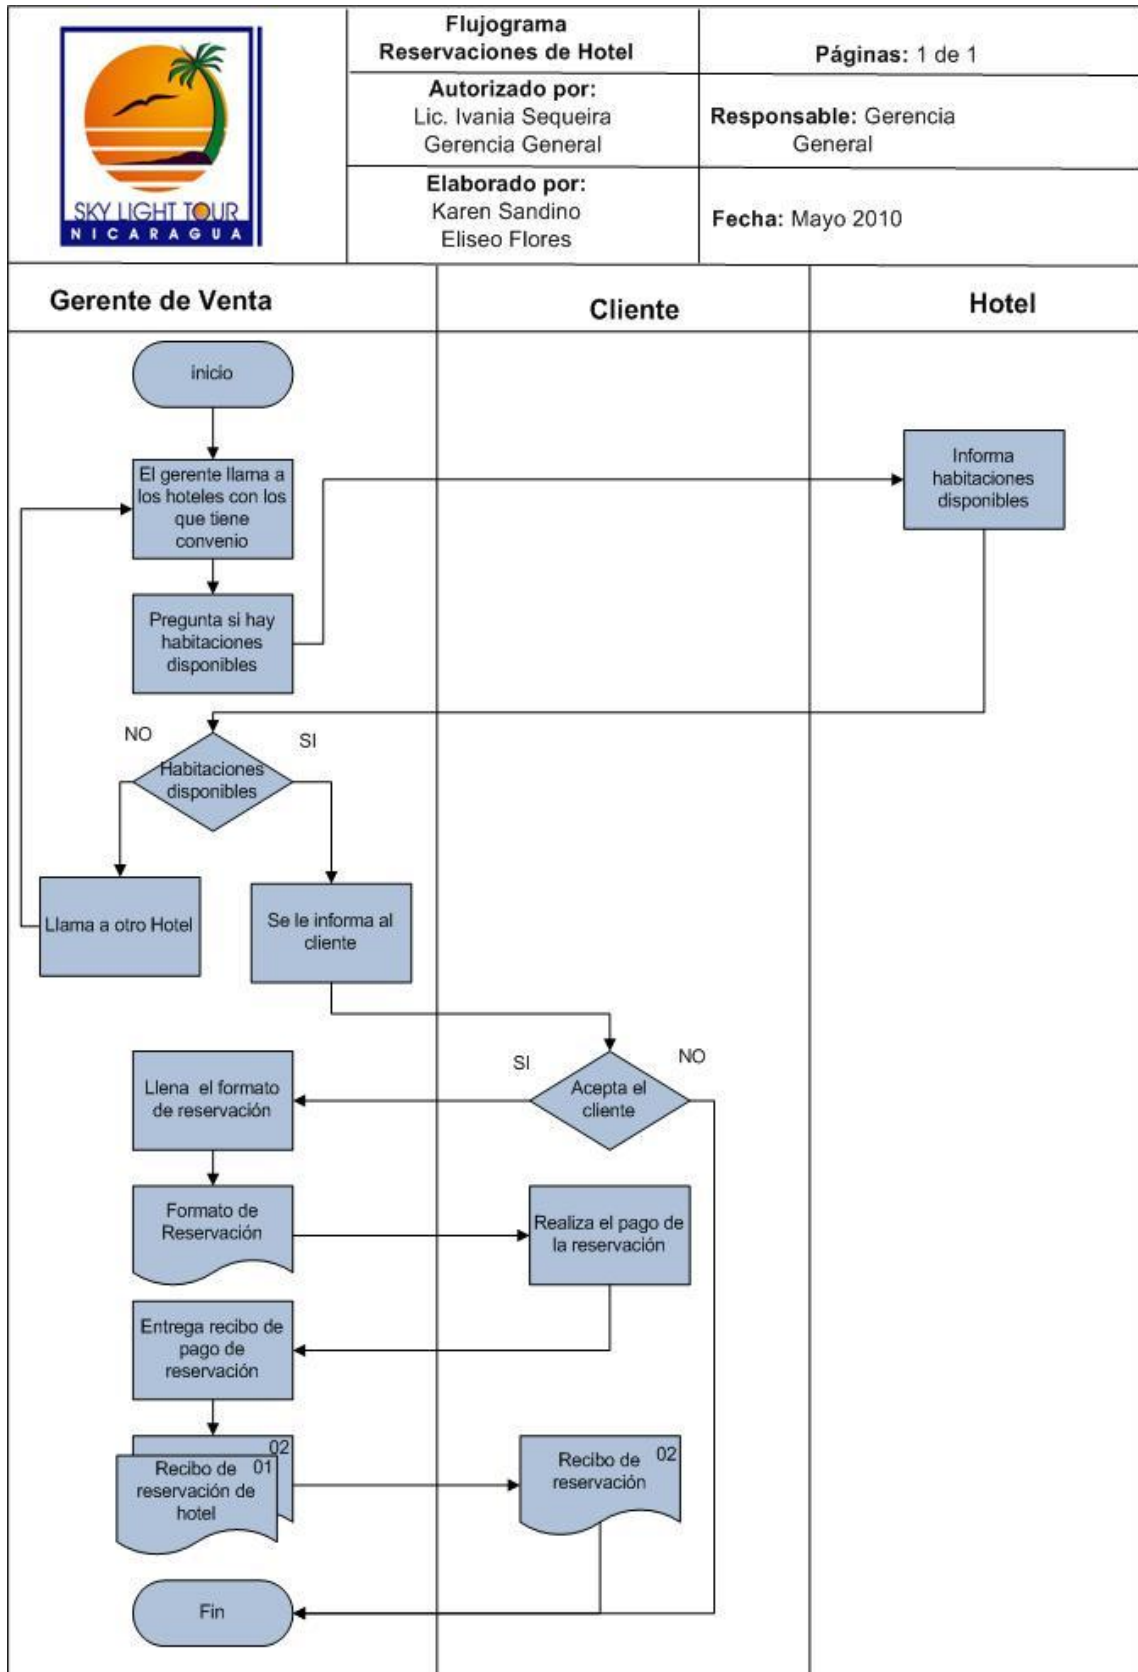 SKY LIGHT TOUR
NICARAGUA
Flujograma
Reservaciones de Hotel
Páginas: 1 de 1
Autorizado por:
Lic. Ivania Sequeira
Gerencia General
Responsable: Gerencia
General
Elaborado por:
Karen Sandino
Eliseo Flores
Fecha: Mayo 2010
Gerente de Venta
Cliente
Hotel
inicio
El gerente llama a
los hoteles con los
que tiene
convenio
Informa
habitaciones
disponibles
Pregunta si hay
habitaciones
disponibles
NO
SI
Habitaciones
disponibles
Llama a otro Hotel
Se le informa al
cliente
SI
NO
Acepta el
cliente
Llena el formato
de reservación
Formato de
Reservación
Realiza el pago de
la reservación
Entrega recibo de
pago de
reservación
02
01
Recibo de
reservación de
hotel
Recibo de
reservación
02
Fin